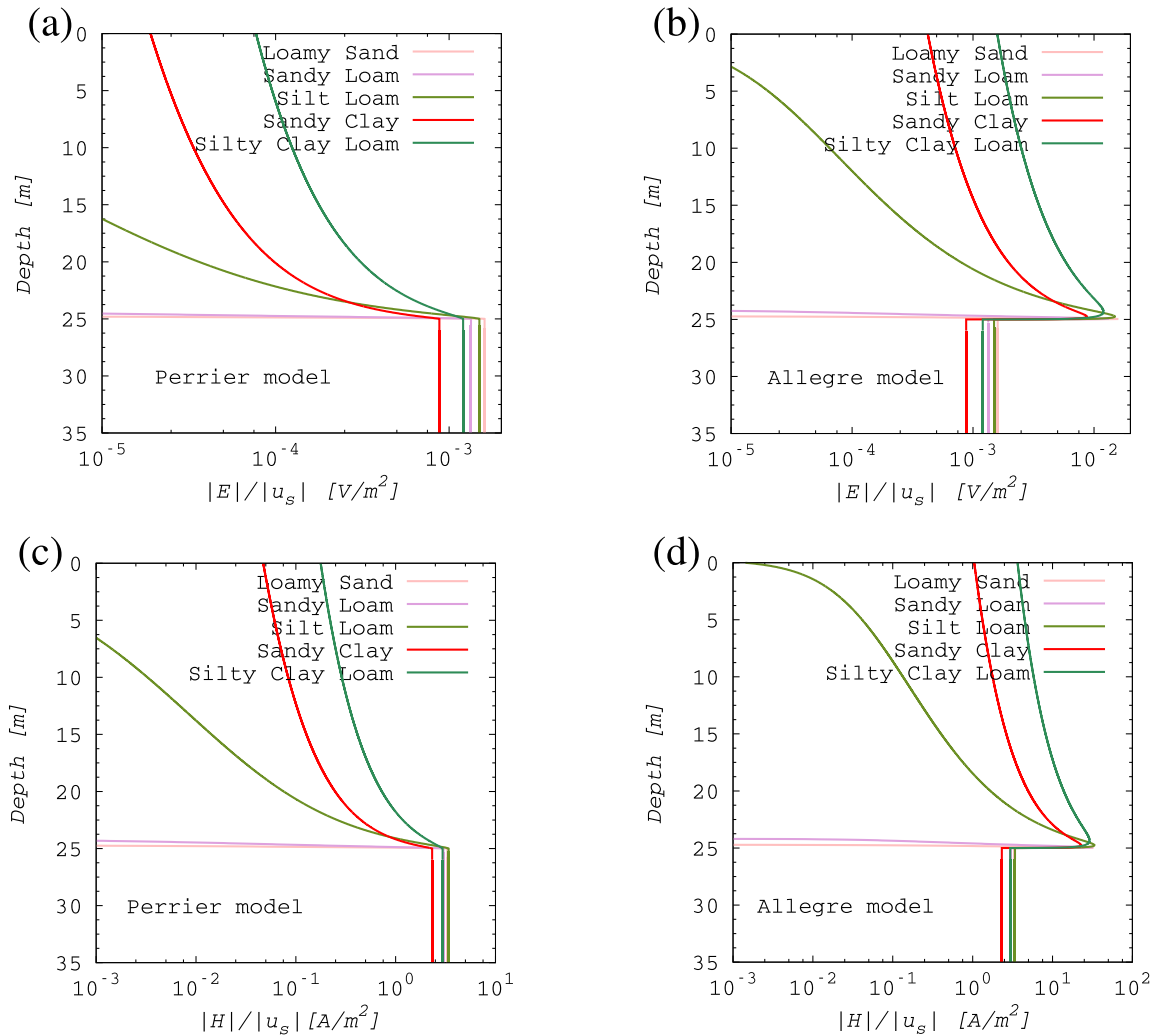 (a)
0
5
10
15
20
25
30
35
Depth [m]
Loamy Sand
Sandy Loam
Silt Loam
Sandy Clay
Silty Clay Loam
Perrier model
10^-5
10^-4
10^-3
|E|/|u_s| [V/m^2]
(b)
0
5
10
15
20
25
30
35
Depth [m]
Loamy Sand
Sandy Loam
Silt Loam
Sandy Clay
Silty Clay Loam
Allegre model
10^-5
10^-4
10^-3
10^-2
|E|/|u_s| [V/m^2]
(c)
0
5
10
15
20
25
30
35
Depth [m]
Loamy Sand
Sandy Loam
Silt Loam
Sandy Clay
Silty Clay Loam
Perrier model
10^-3
10^-2
10^-1
10^0
10^1
|H|/|u_s| [A/m^2]
(d)
0
5
10
15
20
25
30
35
Depth [m]
Loamy Sand
Sandy Loam
Silt Loam
Sandy Clay
Silty Clay Loam
Allegre model
10^-3
10^-2
10^-1
10^0
10^1
10^2
|H|/|u_s| [A/m^2]